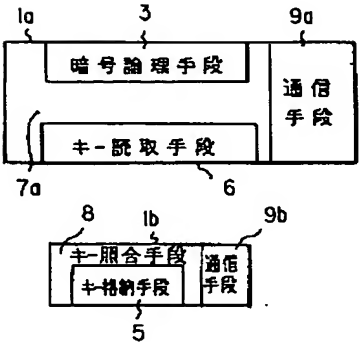 1a 3 9a
暗号論理手段
通信
手段
キー読取手段
7a 6
8 1b 9b
キー照合手段
通信
手段
キー格納手段
5